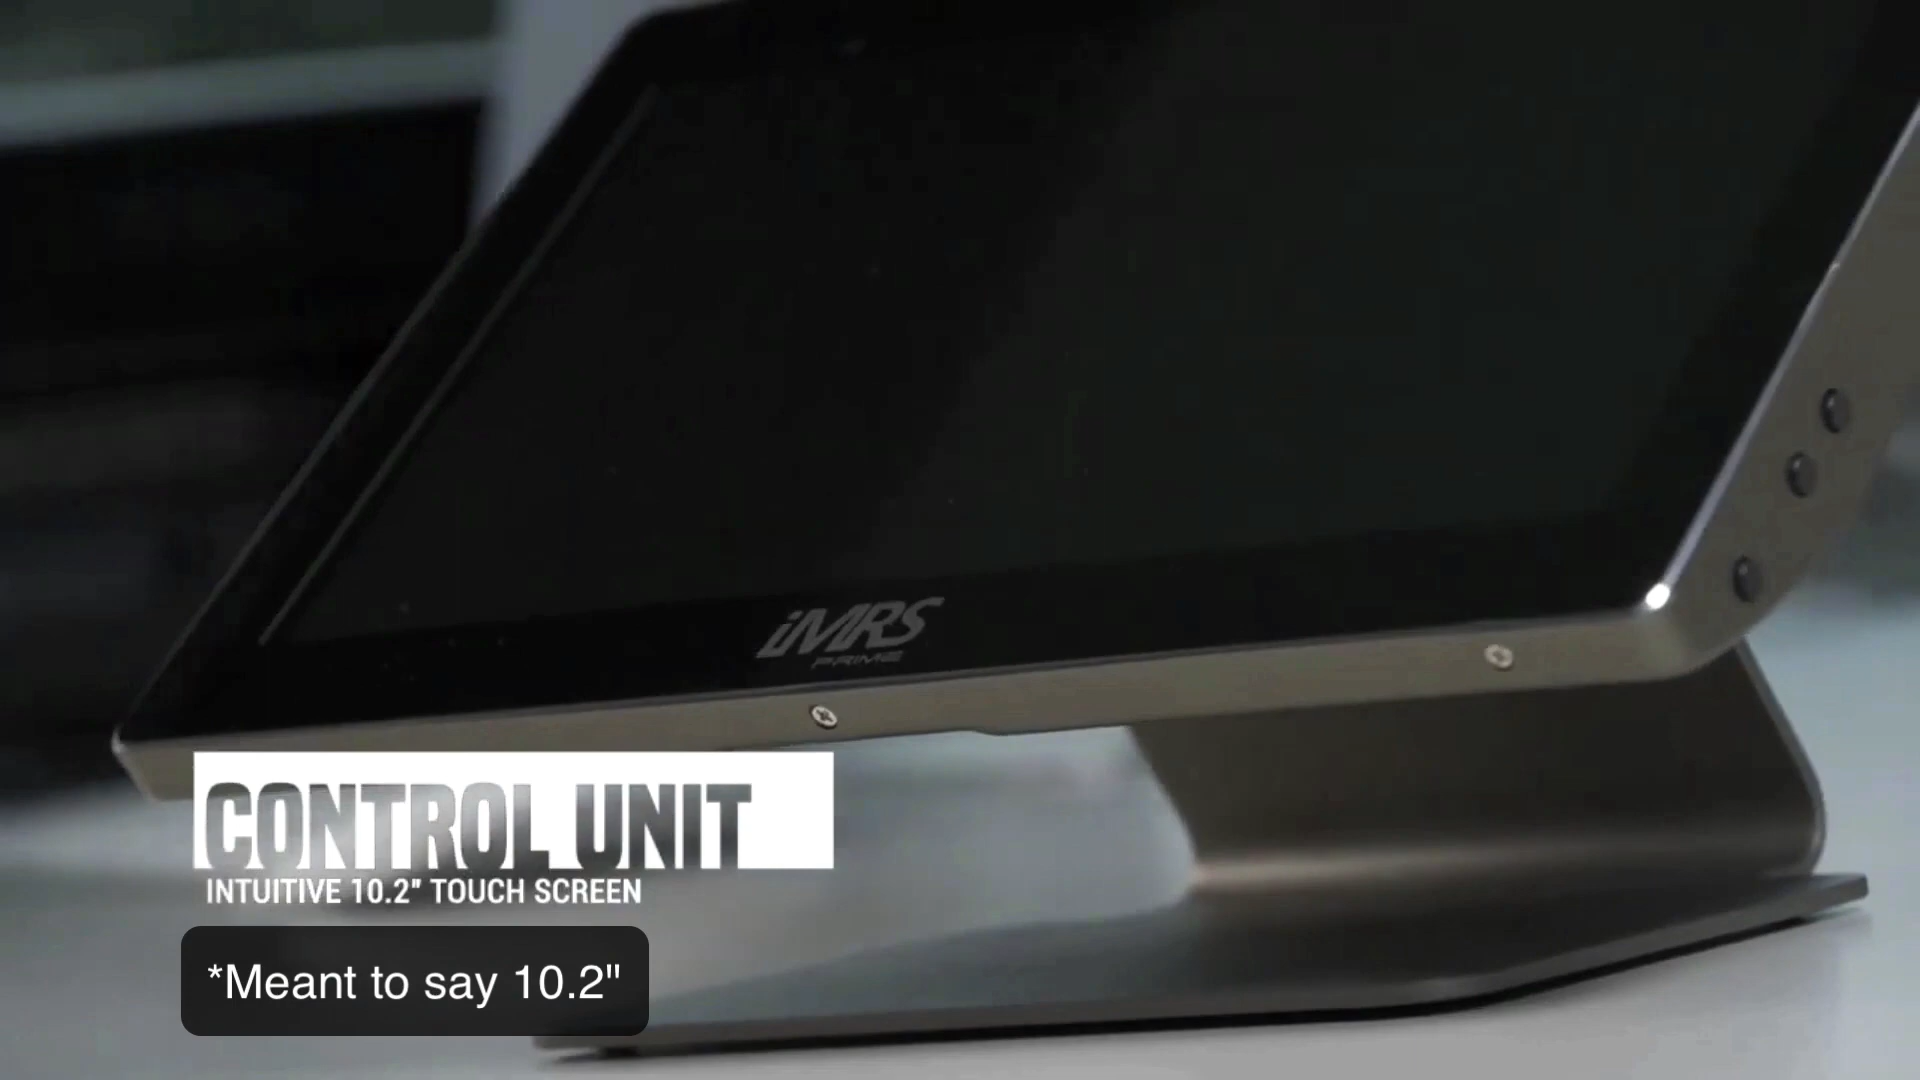 iMRS
PRIME
CONTROL UNIT
INTUITIVE 10.2" TOUCH SCREEN
*Meant to say 10.2"